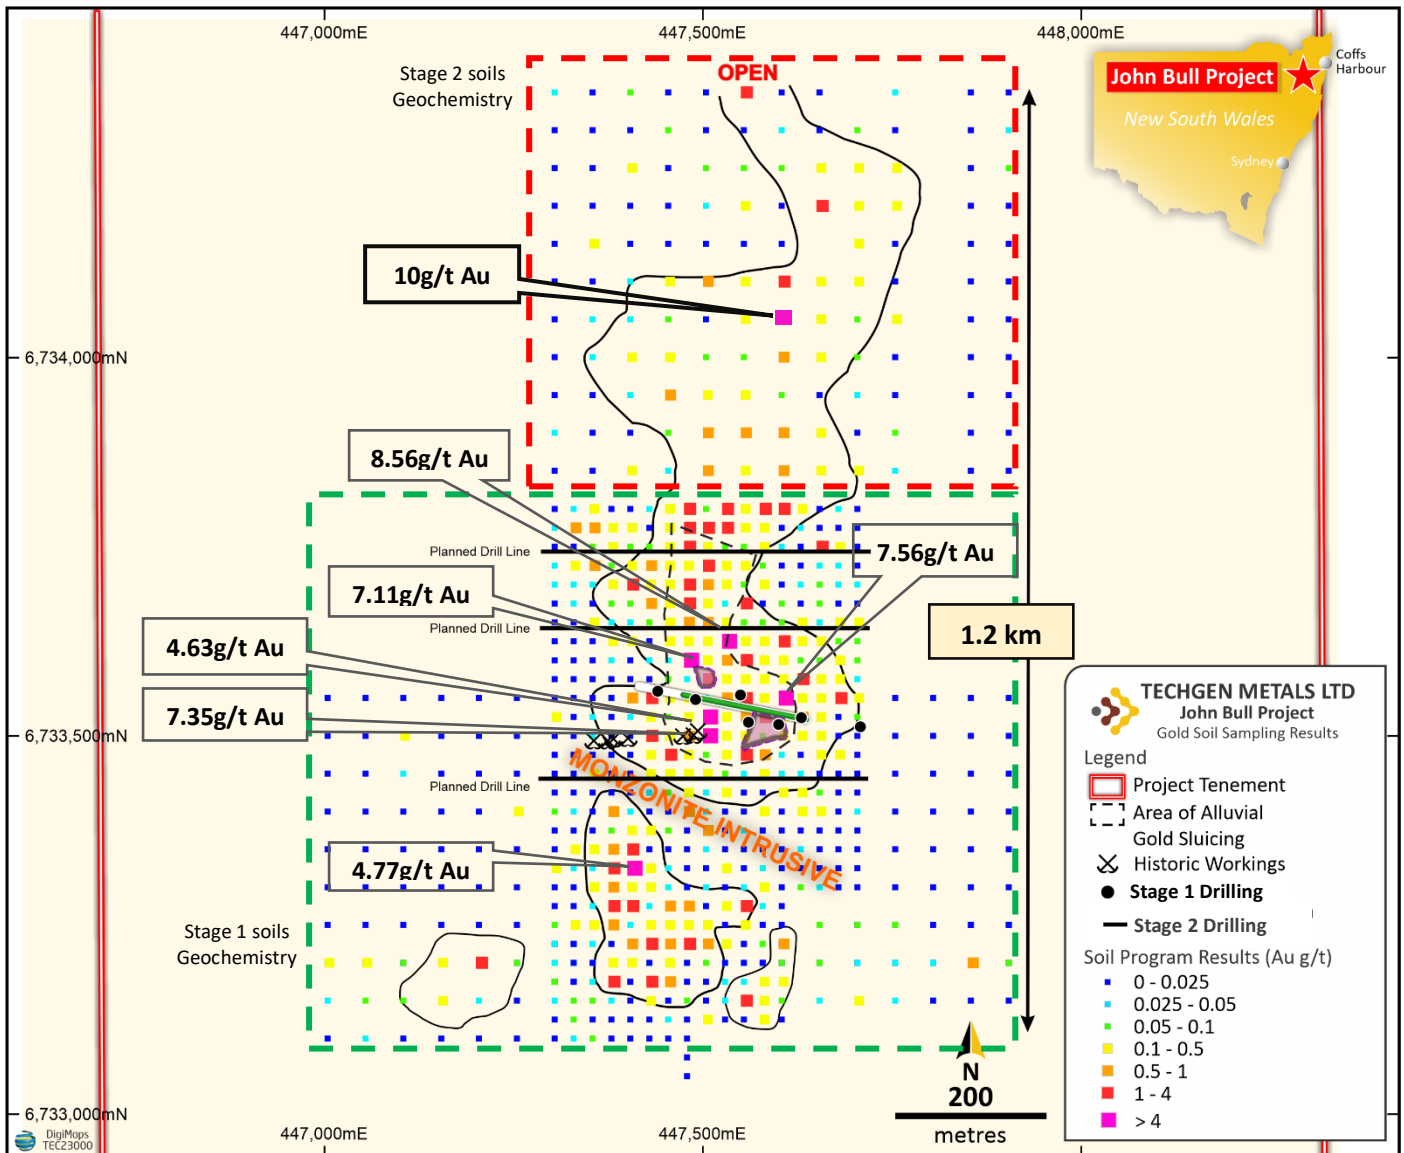 447,000mE
447,500mE
448,000mE
Stage 2 soils
Geochemistry
OPEN
John Bull Project
Coffs
Harbour
New South Wales
Sydney
10g/t Au
6,734,000mN
8.56g/t Au
Planned Drill Line
7.56g/t Au
7.11g/t Au
Planned Drill Line
1.2 km
4.63g/t Au
7.35g/t Au
6,733,500mN
MONZONITE INTRUSIVE
Planned Drill Line
4.77g/t Au
Stage 1 soils
Geochemistry
TECHGEN METALS LTD
John Bull Project
Gold Soil Sampling Results
Legend
Project Tenement
Area of Alluvial
Gold Sluicing
Historic Workings
Stage 1 Drilling
Stage 2 Drilling
Soil Program Results (Au g/t)
0 - 0.025
0.025 - 0.05
0.05 - 0.1
0.1 - 0.5
0.5 - 1
1 - 4
> 4
N
200
metres
6,733,000mN
DigiMaps
TEC23000
447,000mE
447,500mE
448,000mE